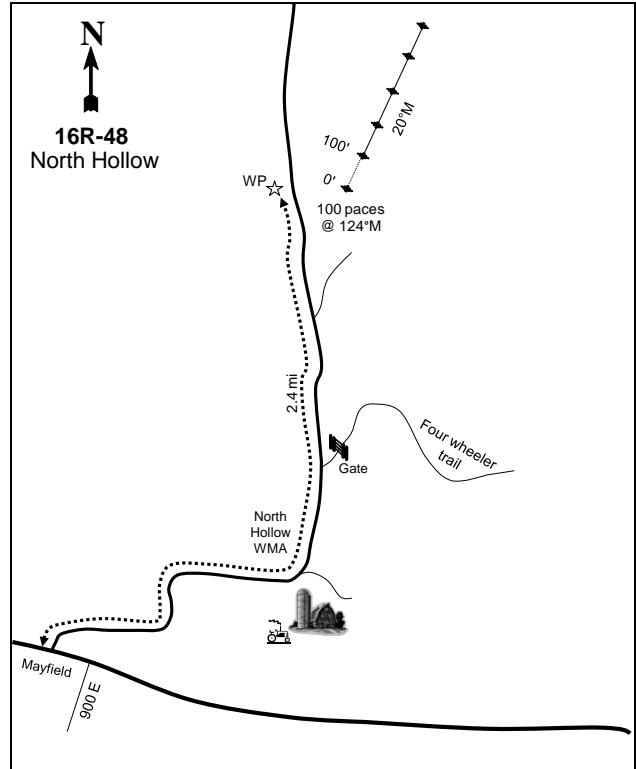 N
16R-48
North Hollow
20°M
100'
0'
WP
100 paces
@ 124°M
2.4 mi
Four wheeler
trail
Gate
North
Hollow
WMA
Mayfield
900 E